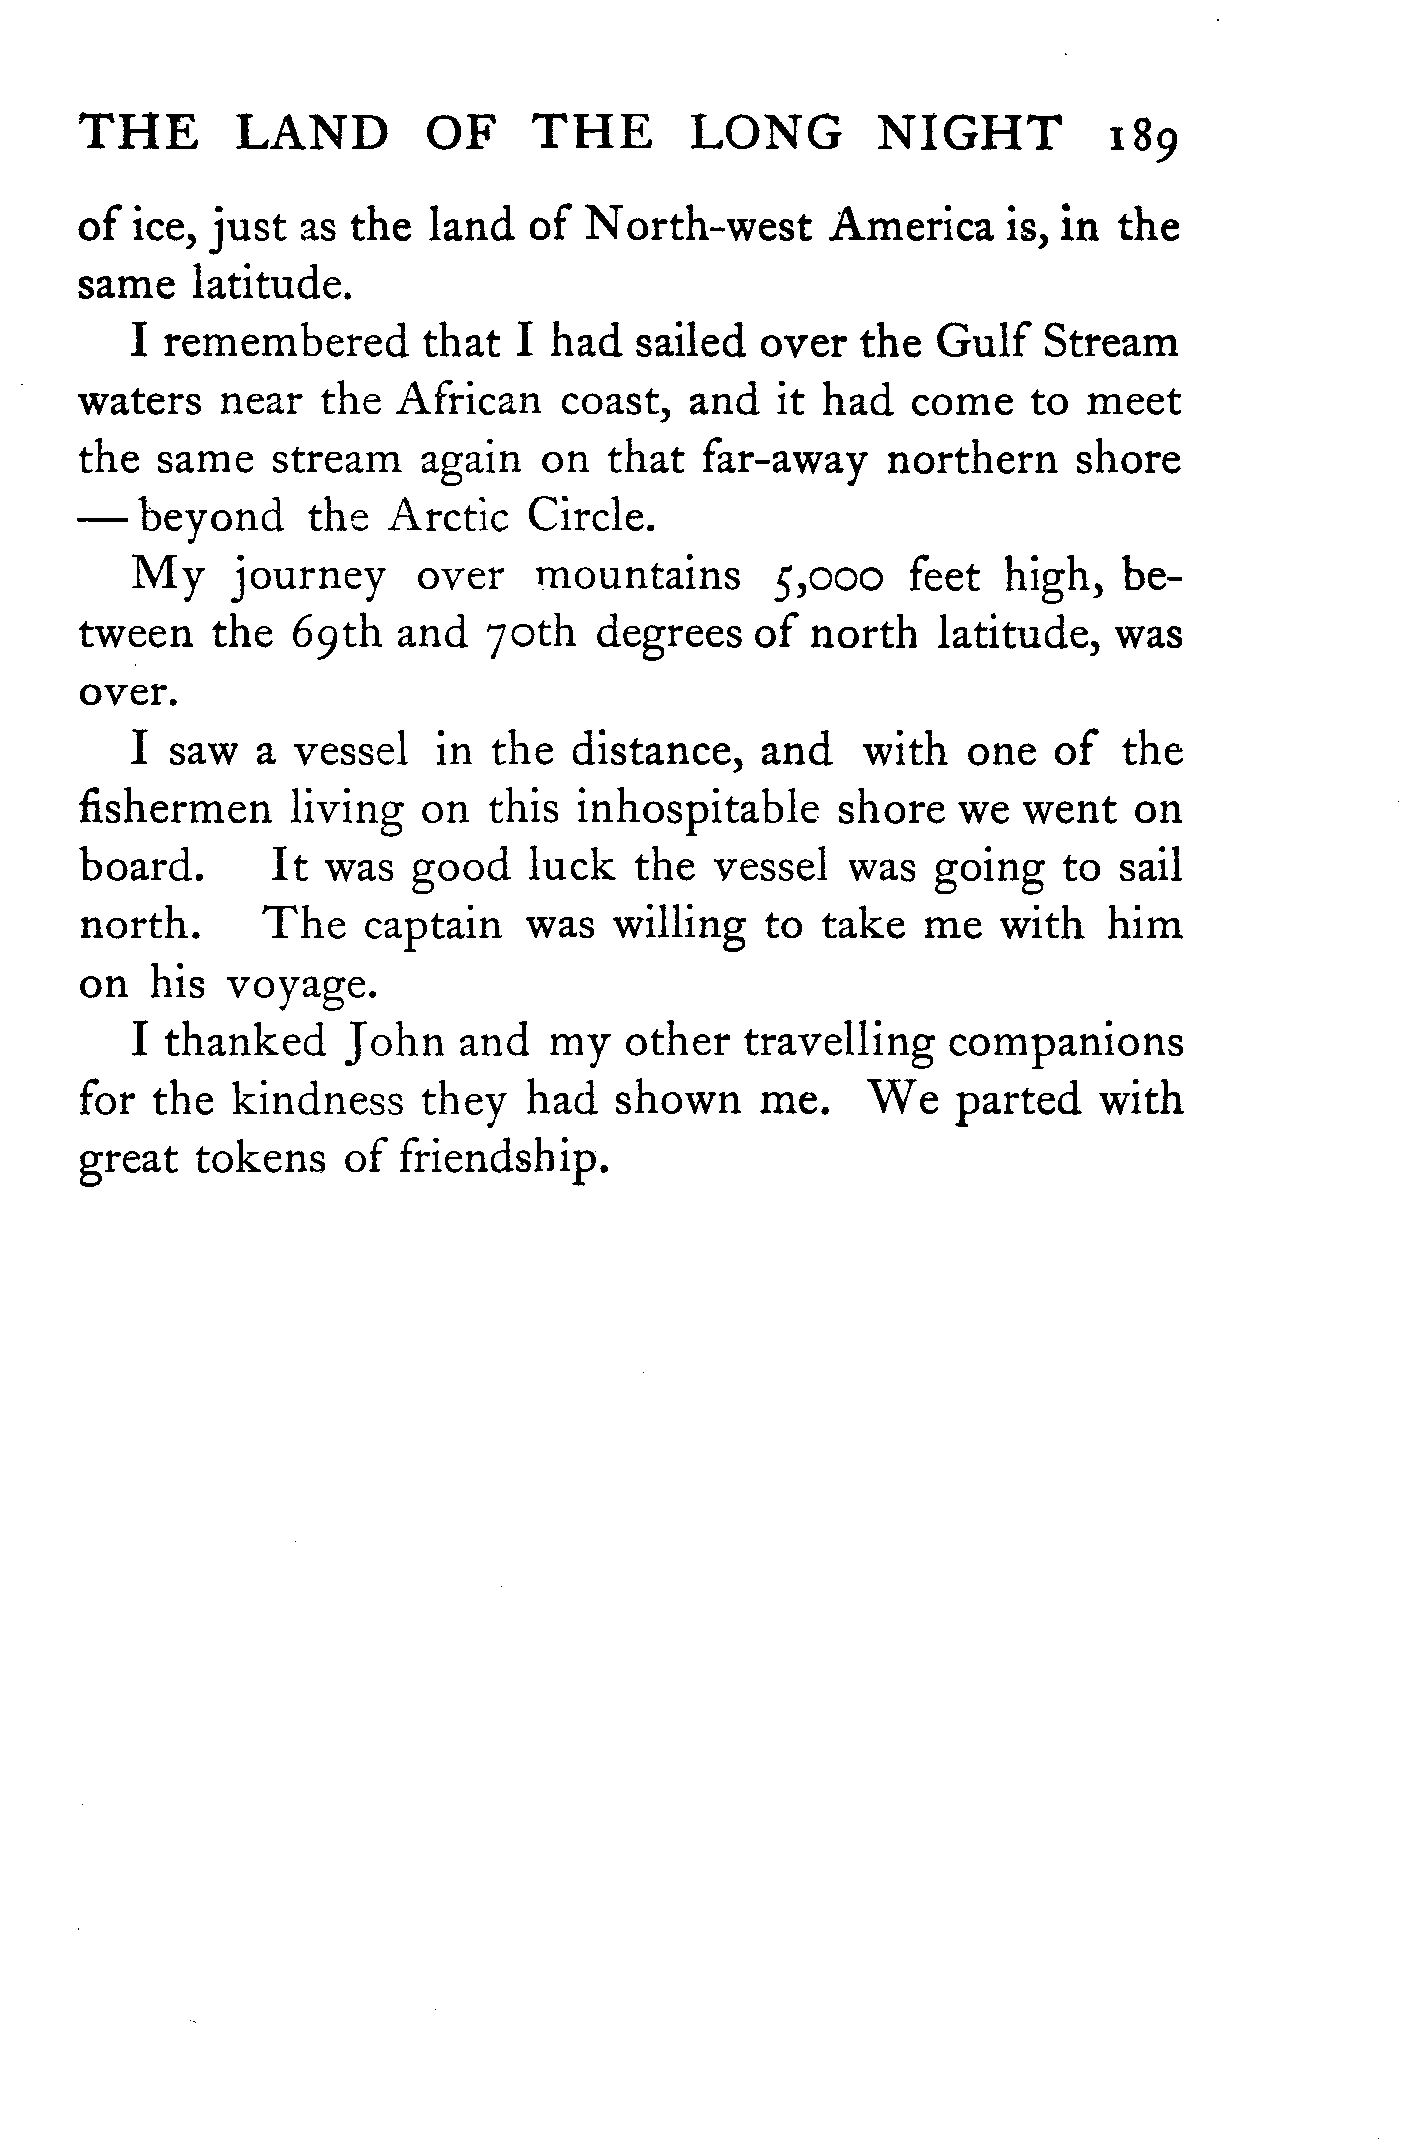 THE LAND OF THE LONG NIGHT 189
of ice, just as the land of North-west America is, in the
same latitude.
I remembered that I had sailed over the Gulf Stream
waters near the African coast, and it had come to meet
the same stream again on that far-away northern shore
— beyond the Arctic Circle.
My journey over mountains 5,000 feet high, be-
tween the 69th and 70th degrees of north latitude, was
over.
I saw a vessel in the distance, and with one of the
fishermen living on this inhospitable shore we went on
board. It was good luck the vessel was going to sail
north. The captain was willing to take me with him
on his voyage.
I thanked John and my other travelling companions
for the kindness they had shown me. We parted with
great tokens of friendship.